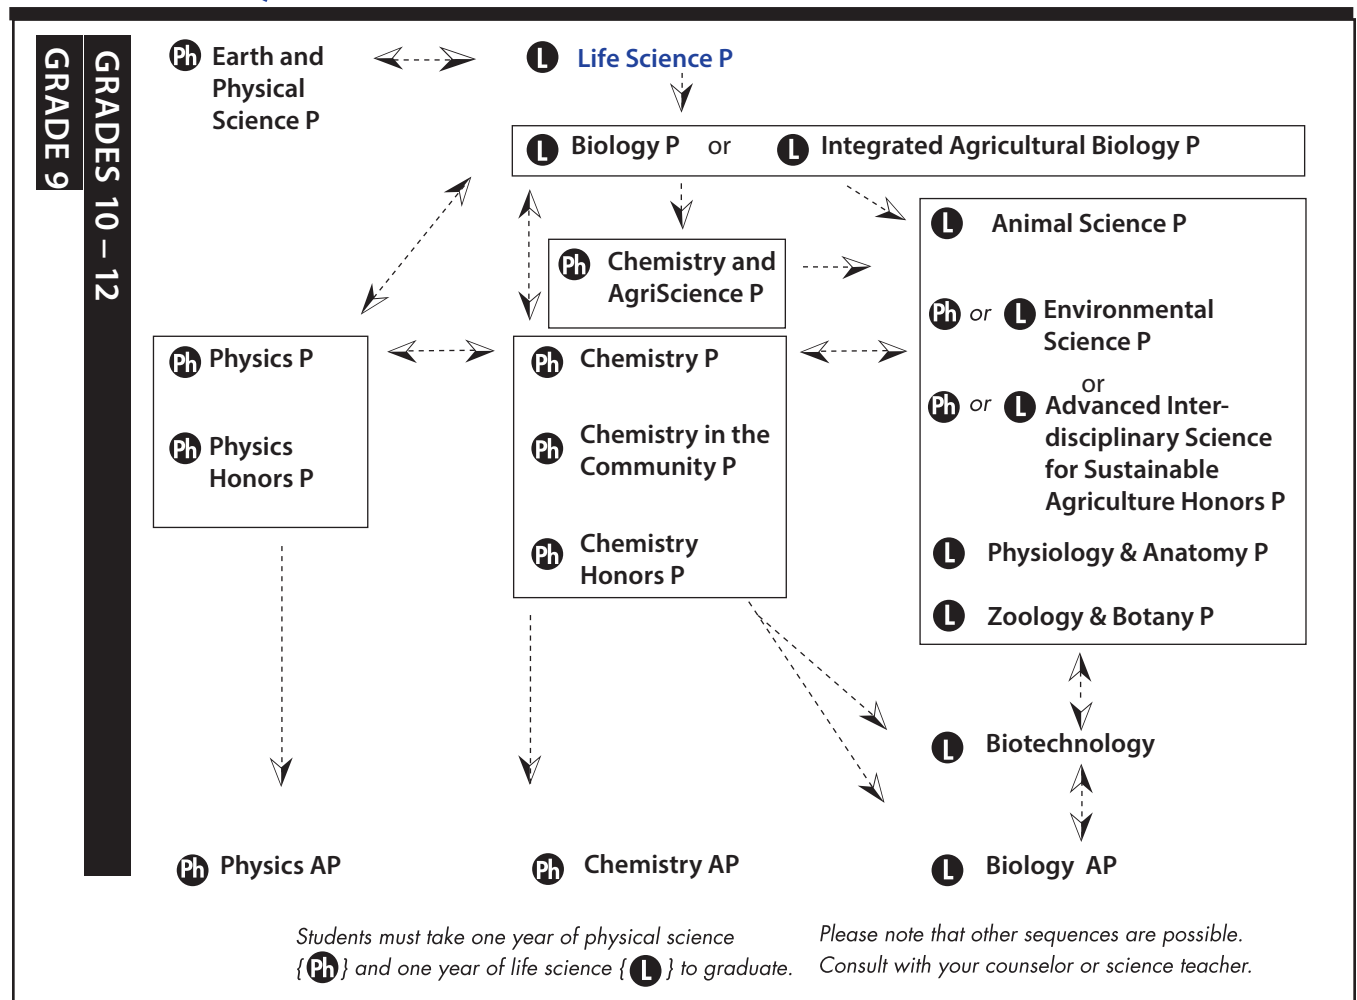 GRADE 9
GRADES 10 – 12
Ph Earth and
Physical
Science P
L Life Science P
L Biology P or L Integrated Agricultural Biology P
Ph Chemistry and
AgriScience P
L Animal Science P
Ph or L Environmental
Science P
or
Ph or L Advanced Inter-
disciplinary Science
for Sustainable
Agriculture Honors P
L Physiology & Anatomy P
L Zoology & Botany P
Ph Physics P
Ph Physics
Honors P
Ph Chemistry P
Ph Chemistry in the
Community P
Ph Chemistry
Honors P
L Biotechnology
Ph Physics AP
Ph Chemistry AP
L Biology AP
Students must take one year of physical science
{ Ph } and one year of life science { L } to graduate.
Please note that other sequences are possible.
Consult with your counselor or science teacher.